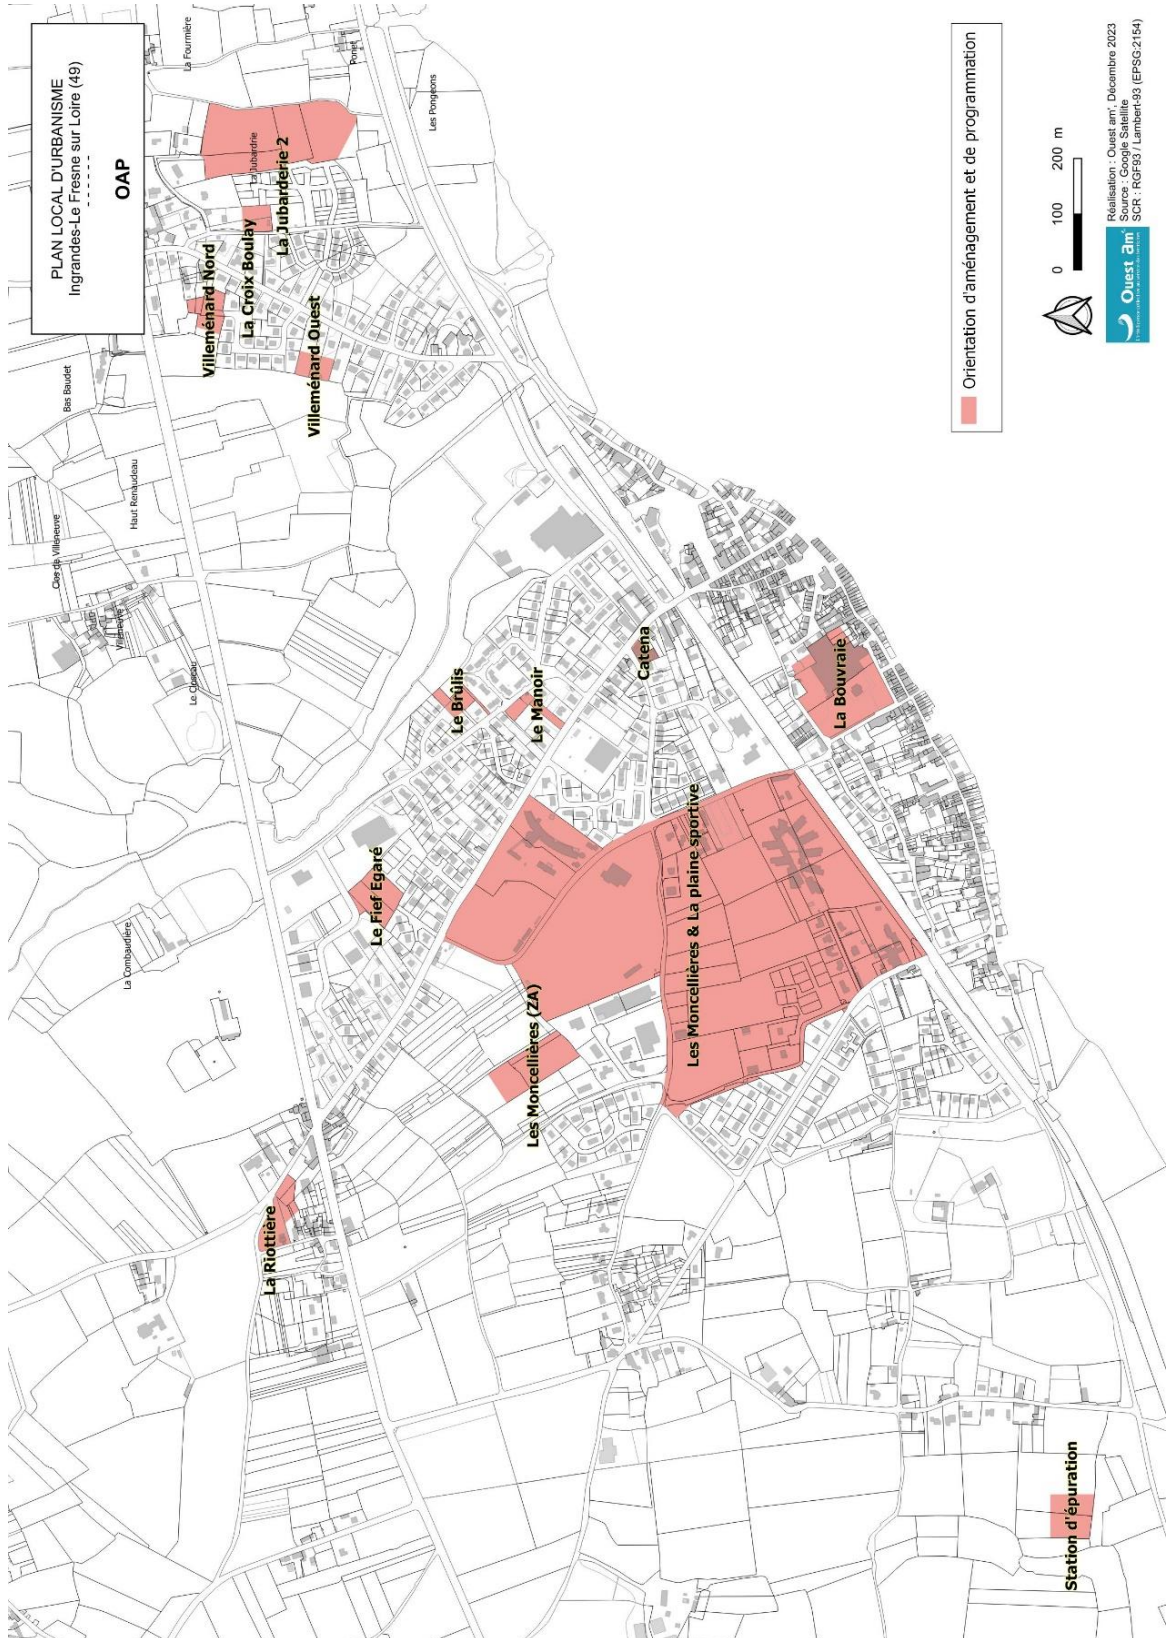 PLAN LOCAL D'URBANISME
Ingrandes-Le Fresne sur Loire (49)
------
OAP
La Fourmière
Ponet
Les Pongeons
La Jubardrie
La Jubarderie 2
La Croix Boulay
Villeménard Nord
Villeménard Ouest
Bas Baudet
Haut Renaudeau
Clos de Villeneuve
Villeneuve
Le Brûlis
Le Manoir
Catena
La Bouvraie
Le Fief Egaré
La Combaudière
Les Moncellières & La plaine sportive
Les Moncellières (ZA)
La Riottière
Station d'épuration
Orientation d'aménagement et de programmation
0 100 200 m
Ouest am'
Réalisation : Ouest am', Décembre 2023
Source : Google Satellite
SCR : RGF93 / Lambert-93 (EPSG:2154)